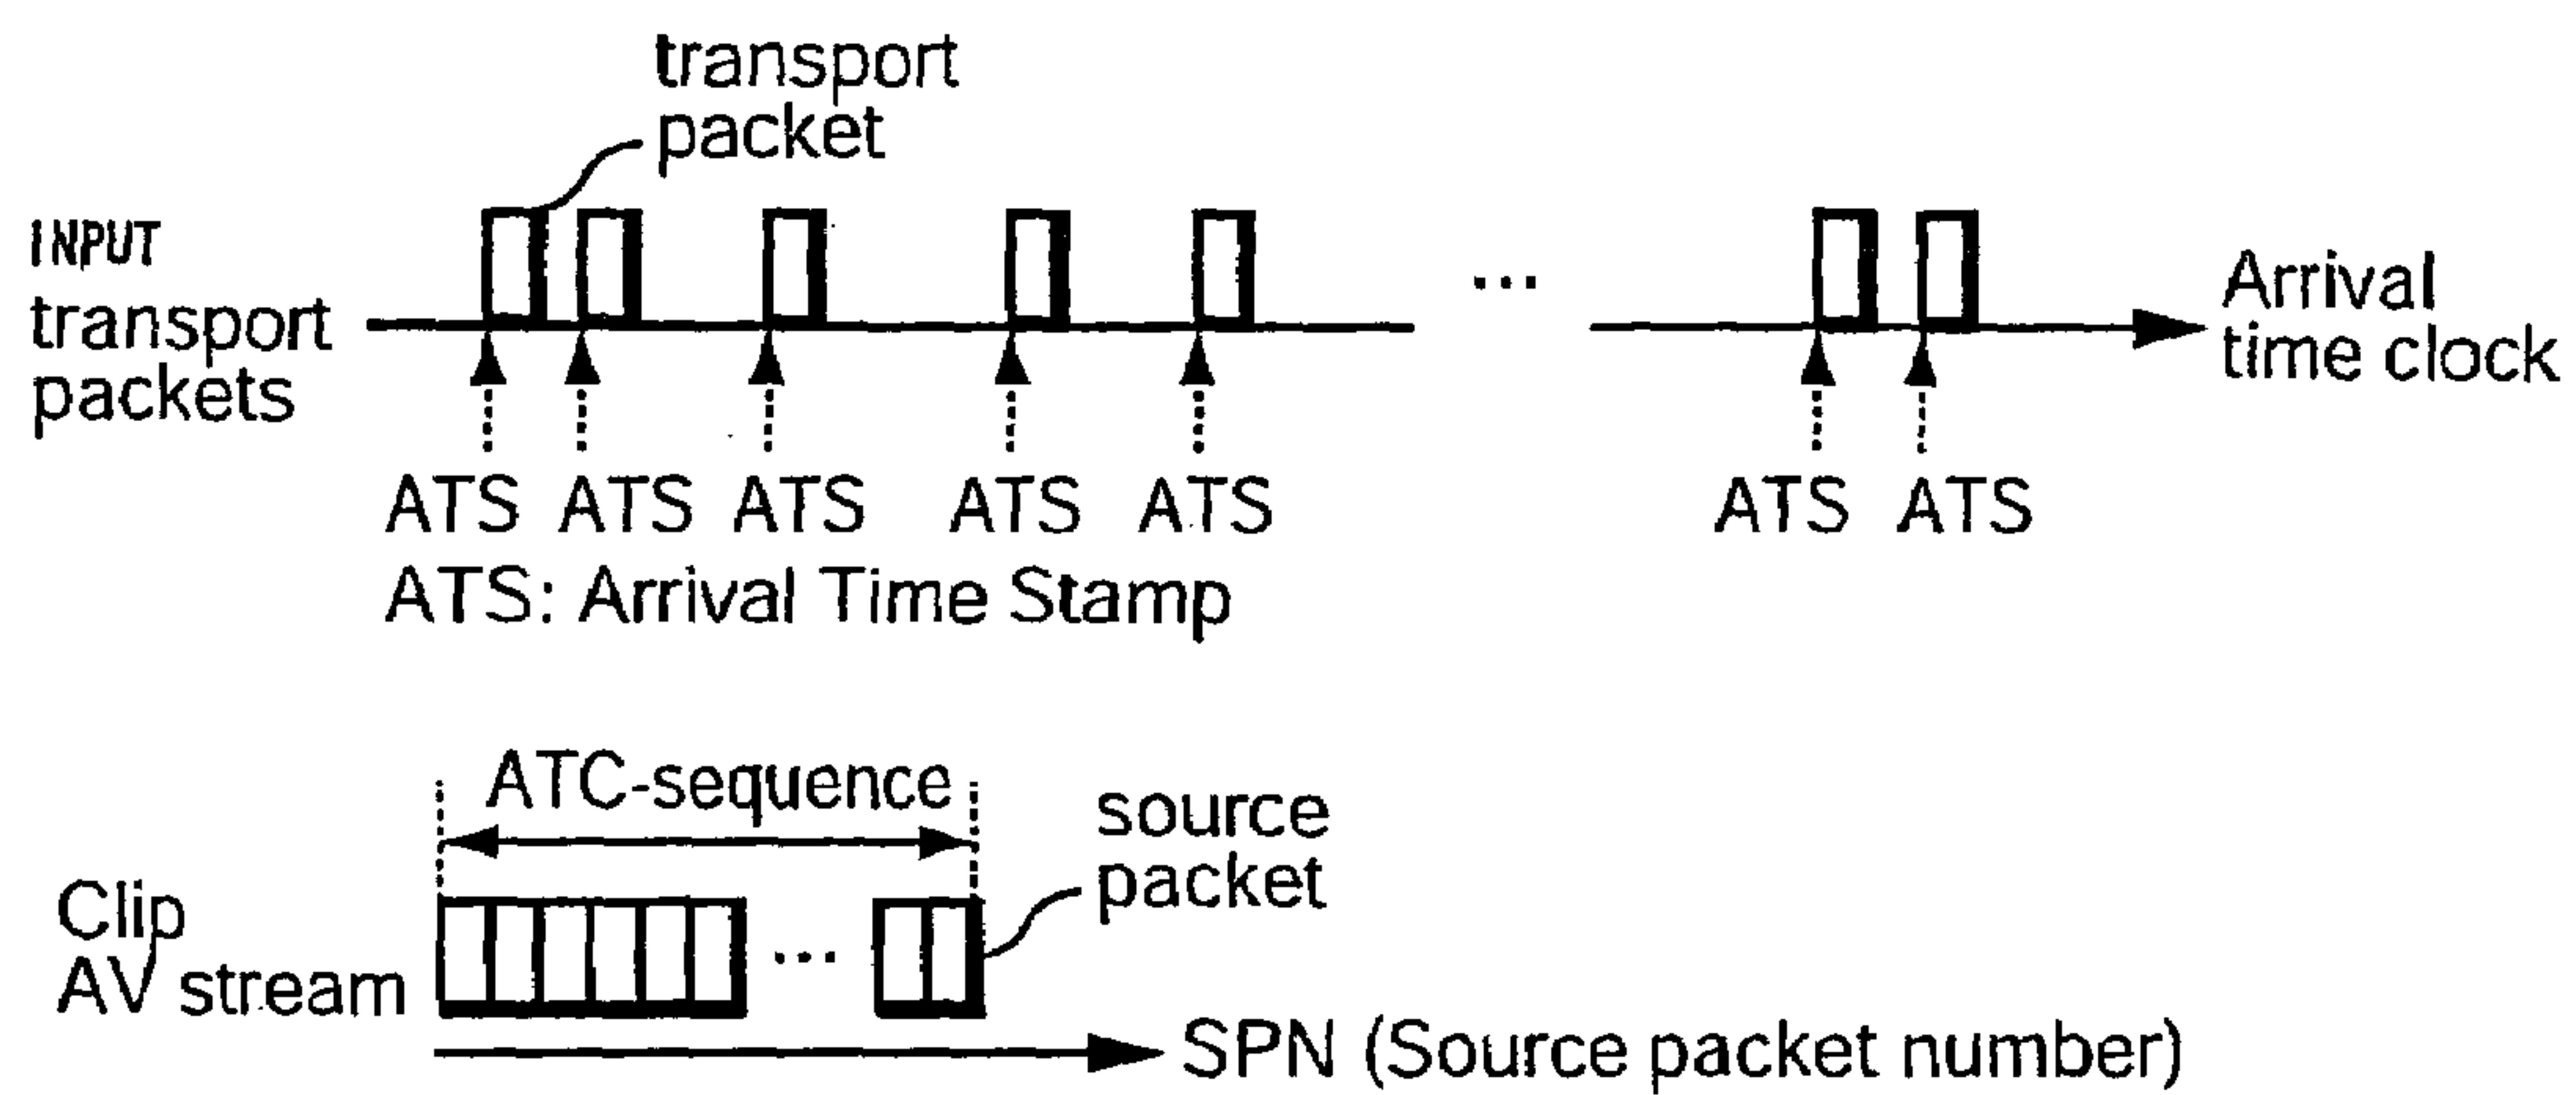 transport
packet
INPUT
transport
packets
...
Arrival
time clock
ATS ATS ATS ATS ATS ATS ATS
ATS: Arrival Time Stamp
ATC-sequence
source
packet
Clip
AV stream
...
SPN (Source packet number)